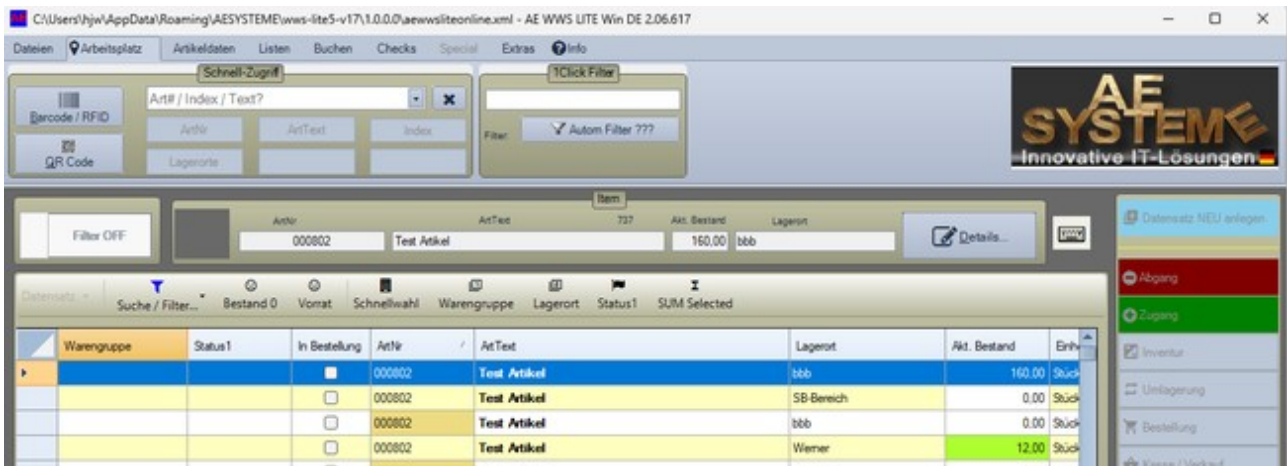 C:\Users\hjw\AppData\Roaming\AESYSTEME\wws-lite5-v17\1.0.0.0\aewwsliteonline.xml - AE WWS LITE Win DE 2.06.617
Dateien Arbeitsplatz Artikeldaten Listen Buchen Checks Special Extras Info
Schnell-Zugriff 1Click Filter
Barcode / RFID
Art# / Index / Text?
ArtNr ArtText Index
Filter: Autom Filter ???
QR Code
Lagerorte
AE
SYSTEME
Innovative IT-Lösungen
Item
Filter OFF
ArtNr ArtText 737 Akt. Bestand Lagerort
000802 Test Artikel 160,00 bbb
Details...
Datensatz NEU anlegen
Datensatz
Suche / Filter... Bestand 0 Vorrat Schnellwahl Warengruppe Lagerort Status1 SUM Selected
Abgang
Zugang
Warengruppe Status1 In Bestellung ArtNr / ArtText Lagerort Akt. Bestand Einh
000802 Test Artikel bbb 160.00 Stück
000802 Test Artikel SB-Bereich 0,00 Stück
000802 Test Artikel bbb 0.00 Stück
000802 Test Artikel Werner 12,00 Stück
Inventur
Umlagerung
Bestellung
Kasse / Verkauf